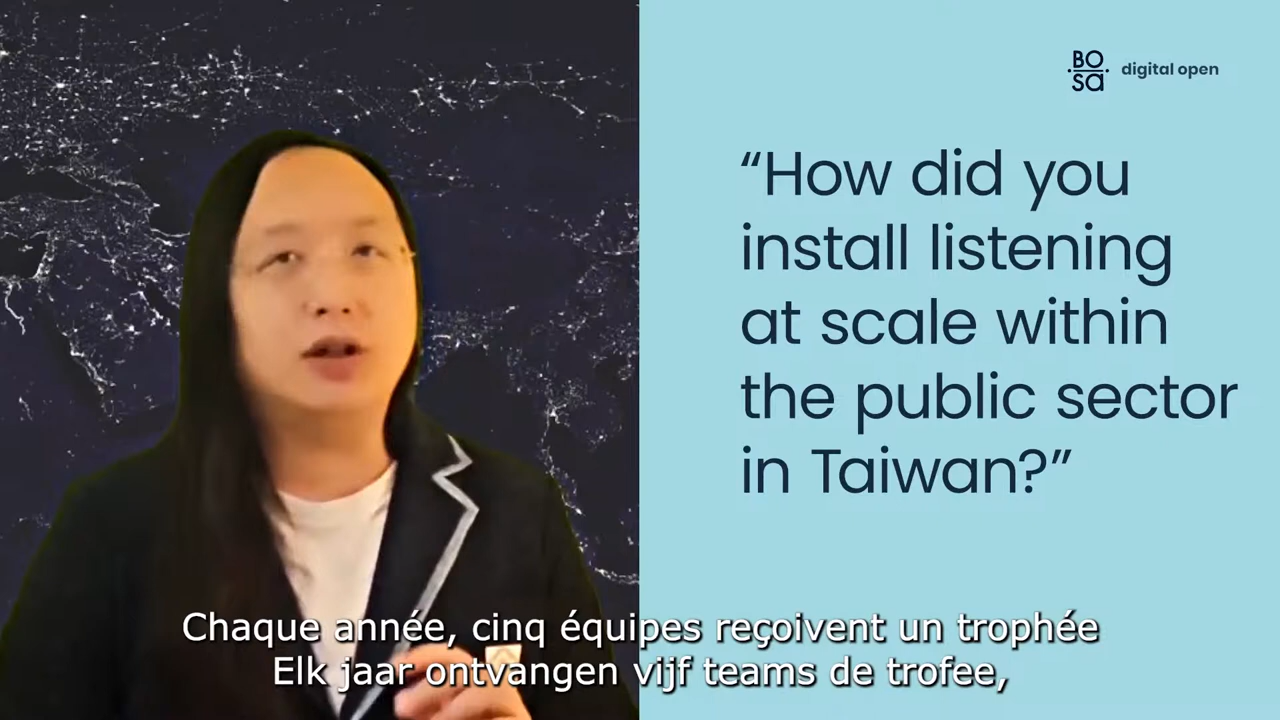 BO
sa
digital open
“How did you
install listening
at scale within
the public sector
in Taiwan?”
Chaque année, cinq équipes reçoivent un trophée
Elk jaar ontvangen vijf teams de trofee,